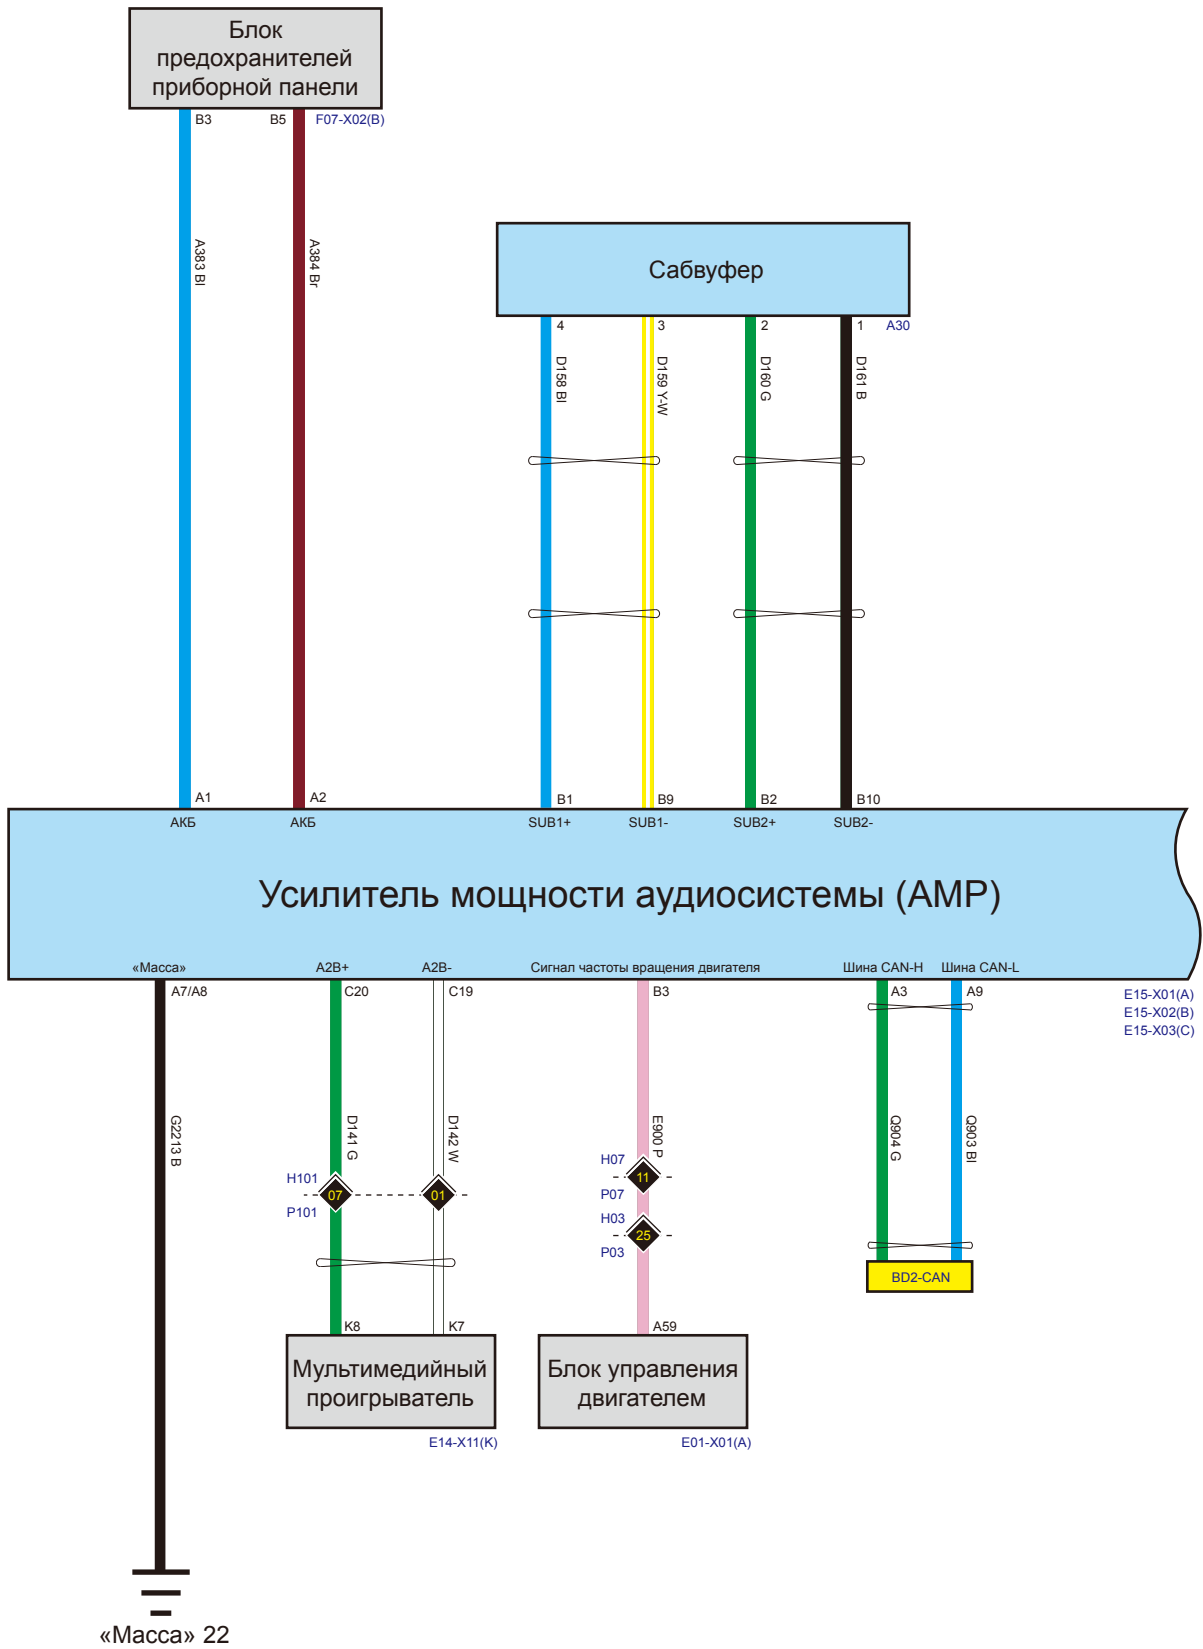 Блок
предохранителей
приборной панели
B3
B5
F07-X02(B)
A383 Bl
A384 Br
Сабвуфер
4
3
2
1
A30
D158 Bl
D159 Y-W
D160 G
D161 B
A1
A2
B1
B9
B2
B10
АКБ
АКБ
SUB1+
SUB1-
SUB2+
SUB2-
Усилитель мощности аудиосистемы (AMP)
«Масса»
A2B+
A2B-
Сигнал частоты вращения двигателя
Шина CAN-H
Шина CAN-L
A7/A8
C20
C19
B3
A3
A9
E15-X01(A)
E15-X02(B)
E15-X03(C)
G2213 B
D141 G
D142 W
E900 P
Q904 G
Q903 Bl
H101
07
01
P101
H07
11
P07
H03
25
P03
BD2-CAN
K8
K7
A59
Мультимедийный
проигрыватель
Блок управления
двигателем
E14-X11(K)
E01-X01(A)
«Масса» 22